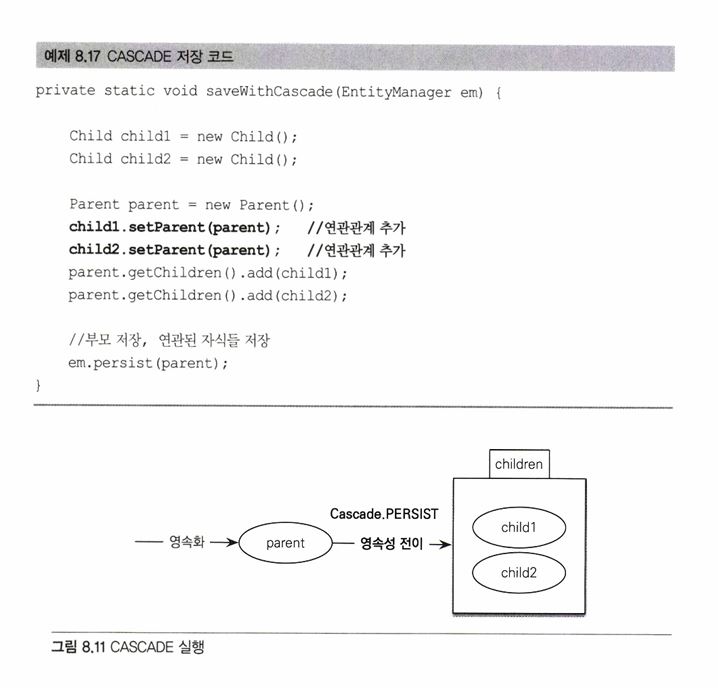 예제 8.17 CASCADE 저장 코드
private static void saveWithCascade(EntityManager em) {
Child child1 = new Child();
Child child2 = new Child();
Parent parent = new Parent();
child1.setParent(parent);   //연관관계 추가
child2.setParent(parent);   //연관관계 추가
parent.getChildren().add(child1);
parent.getChildren().add(child2);
//부모 저장, 연관된 자식들 저장
em.persist(parent);
}
children
Cascade.PERSIST
child1
영속화
parent
영속성 전이
child2
그림 8.11 CASCADE 실행